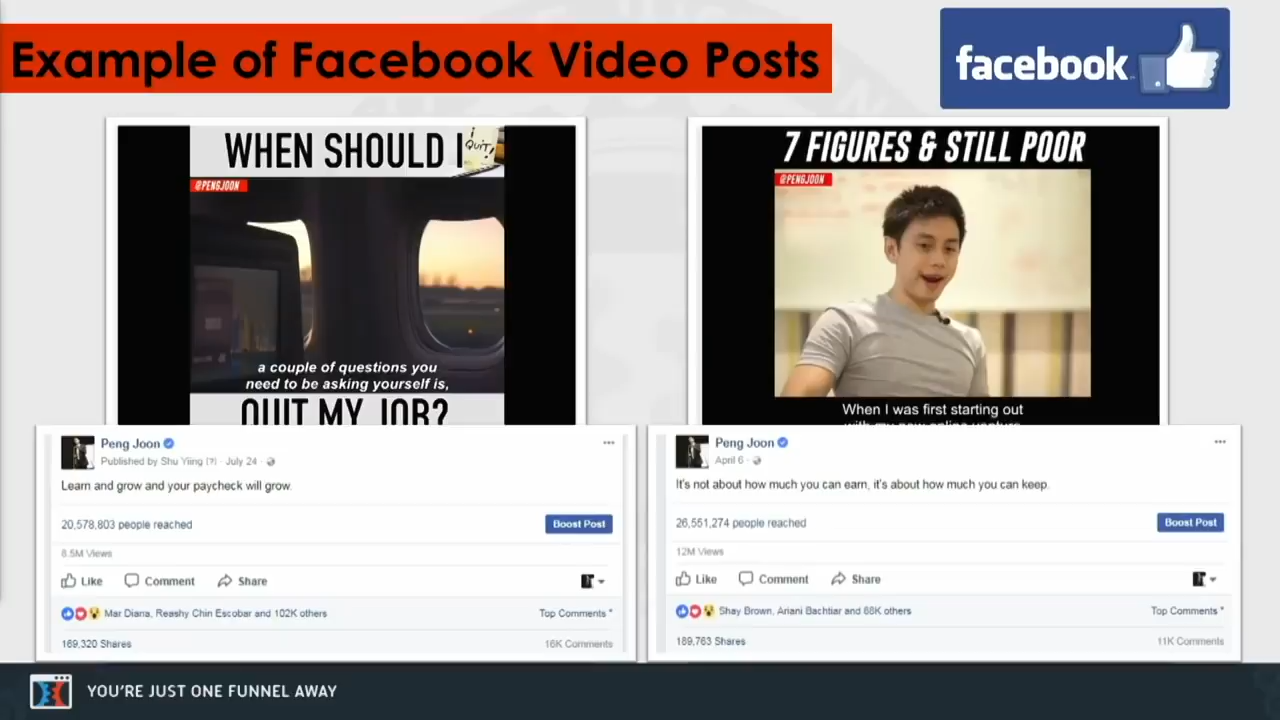 Example of Facebook Video Posts
facebook
WHEN SHOULD I
I QUIT!
@PENGJOON
a couple of questions you
need to be asking yourself is,
QUIT MY JOB?
7 FIGURES & STILL POOR
@PENGJOON
When I was first starting out
with my new online venture
Peng Joon
Published by Shu Yiing [?] · July 24 ·
Learn and grow and your paycheck will grow.
20,578,803 people reached
Boost Post
8.5M Views
Like Comment Share
Mar Diana, Reashy Chin Escobar and 102K others
Top Comments
169,320 Shares
16K Comments
Peng Joon
April 6 ·
It's not about how much you can earn, it's about how much you can keep.
26,551,274 people reached
Boost Post
12M Views
Like Comment Share
Shay Brown, Ariani Bachtiar and 68K others
Top Comments
189,763 Shares
11K Comments
YOU'RE JUST ONE FUNNEL AWAY